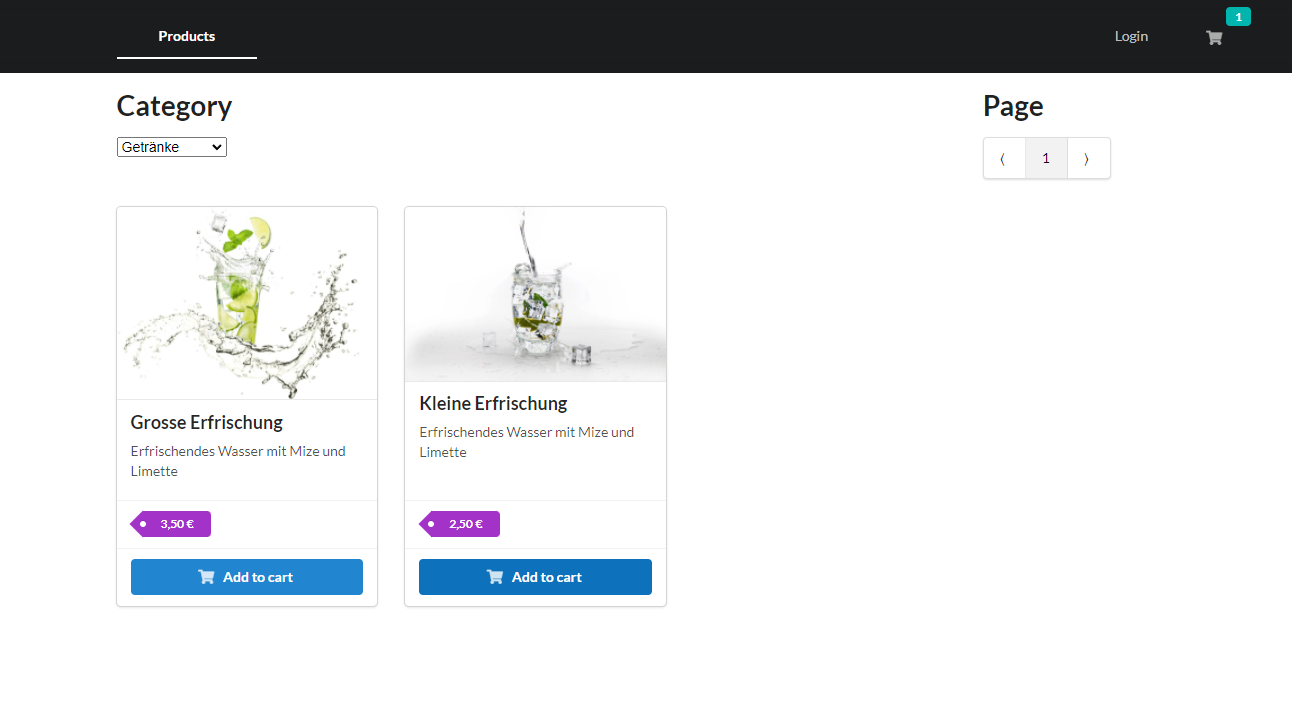 Products
Login
1
Category
Page
Getränke
⟨ 1 ⟩
Grosse Erfrischung
Erfrischendes Wasser mit Mize und
Limette
3,50 €
Add to cart
Kleine Erfrischung
Erfrischendes Wasser mit Mize und
Limette
2,50 €
Add to cart